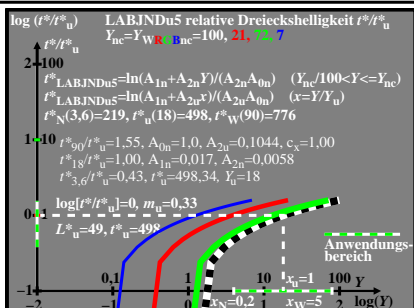 log (t*/t*u) LABJNDu5 relative Dreieckshelligkeit t*/t*u
t*/t*u Ync=YWRGBnc=100, 21, 72, 7
2 100
t*LABJNDu5=ln(A1n+A2nY)/(A2nA0n) (Ync/100<Y<=Ync)
t*LABJNDu5=ln(A1n+A2nx)/(A2nA0n) (x=Y/Yu)
t*N(3,6)=219, t*u(18)=498, t*W(90)=776
1 10
t*90/t*u=1,55, A0n=1,0, A2n=0,1044, cx=1,00
t*18/t*u=1,00, A1n=0,017, A2n=0,0058
t*3,6/t*u=0,43, t*u=498,34, Yu=18
log[t*/t*u]=0, mu=0,33
0 1
L*u=49, t*u=498
Anwendungs-
bereich
xu=1
0,1 1 10 100 Y
−1
−1 0 1 xN=0,2 xW=5 log(Y)